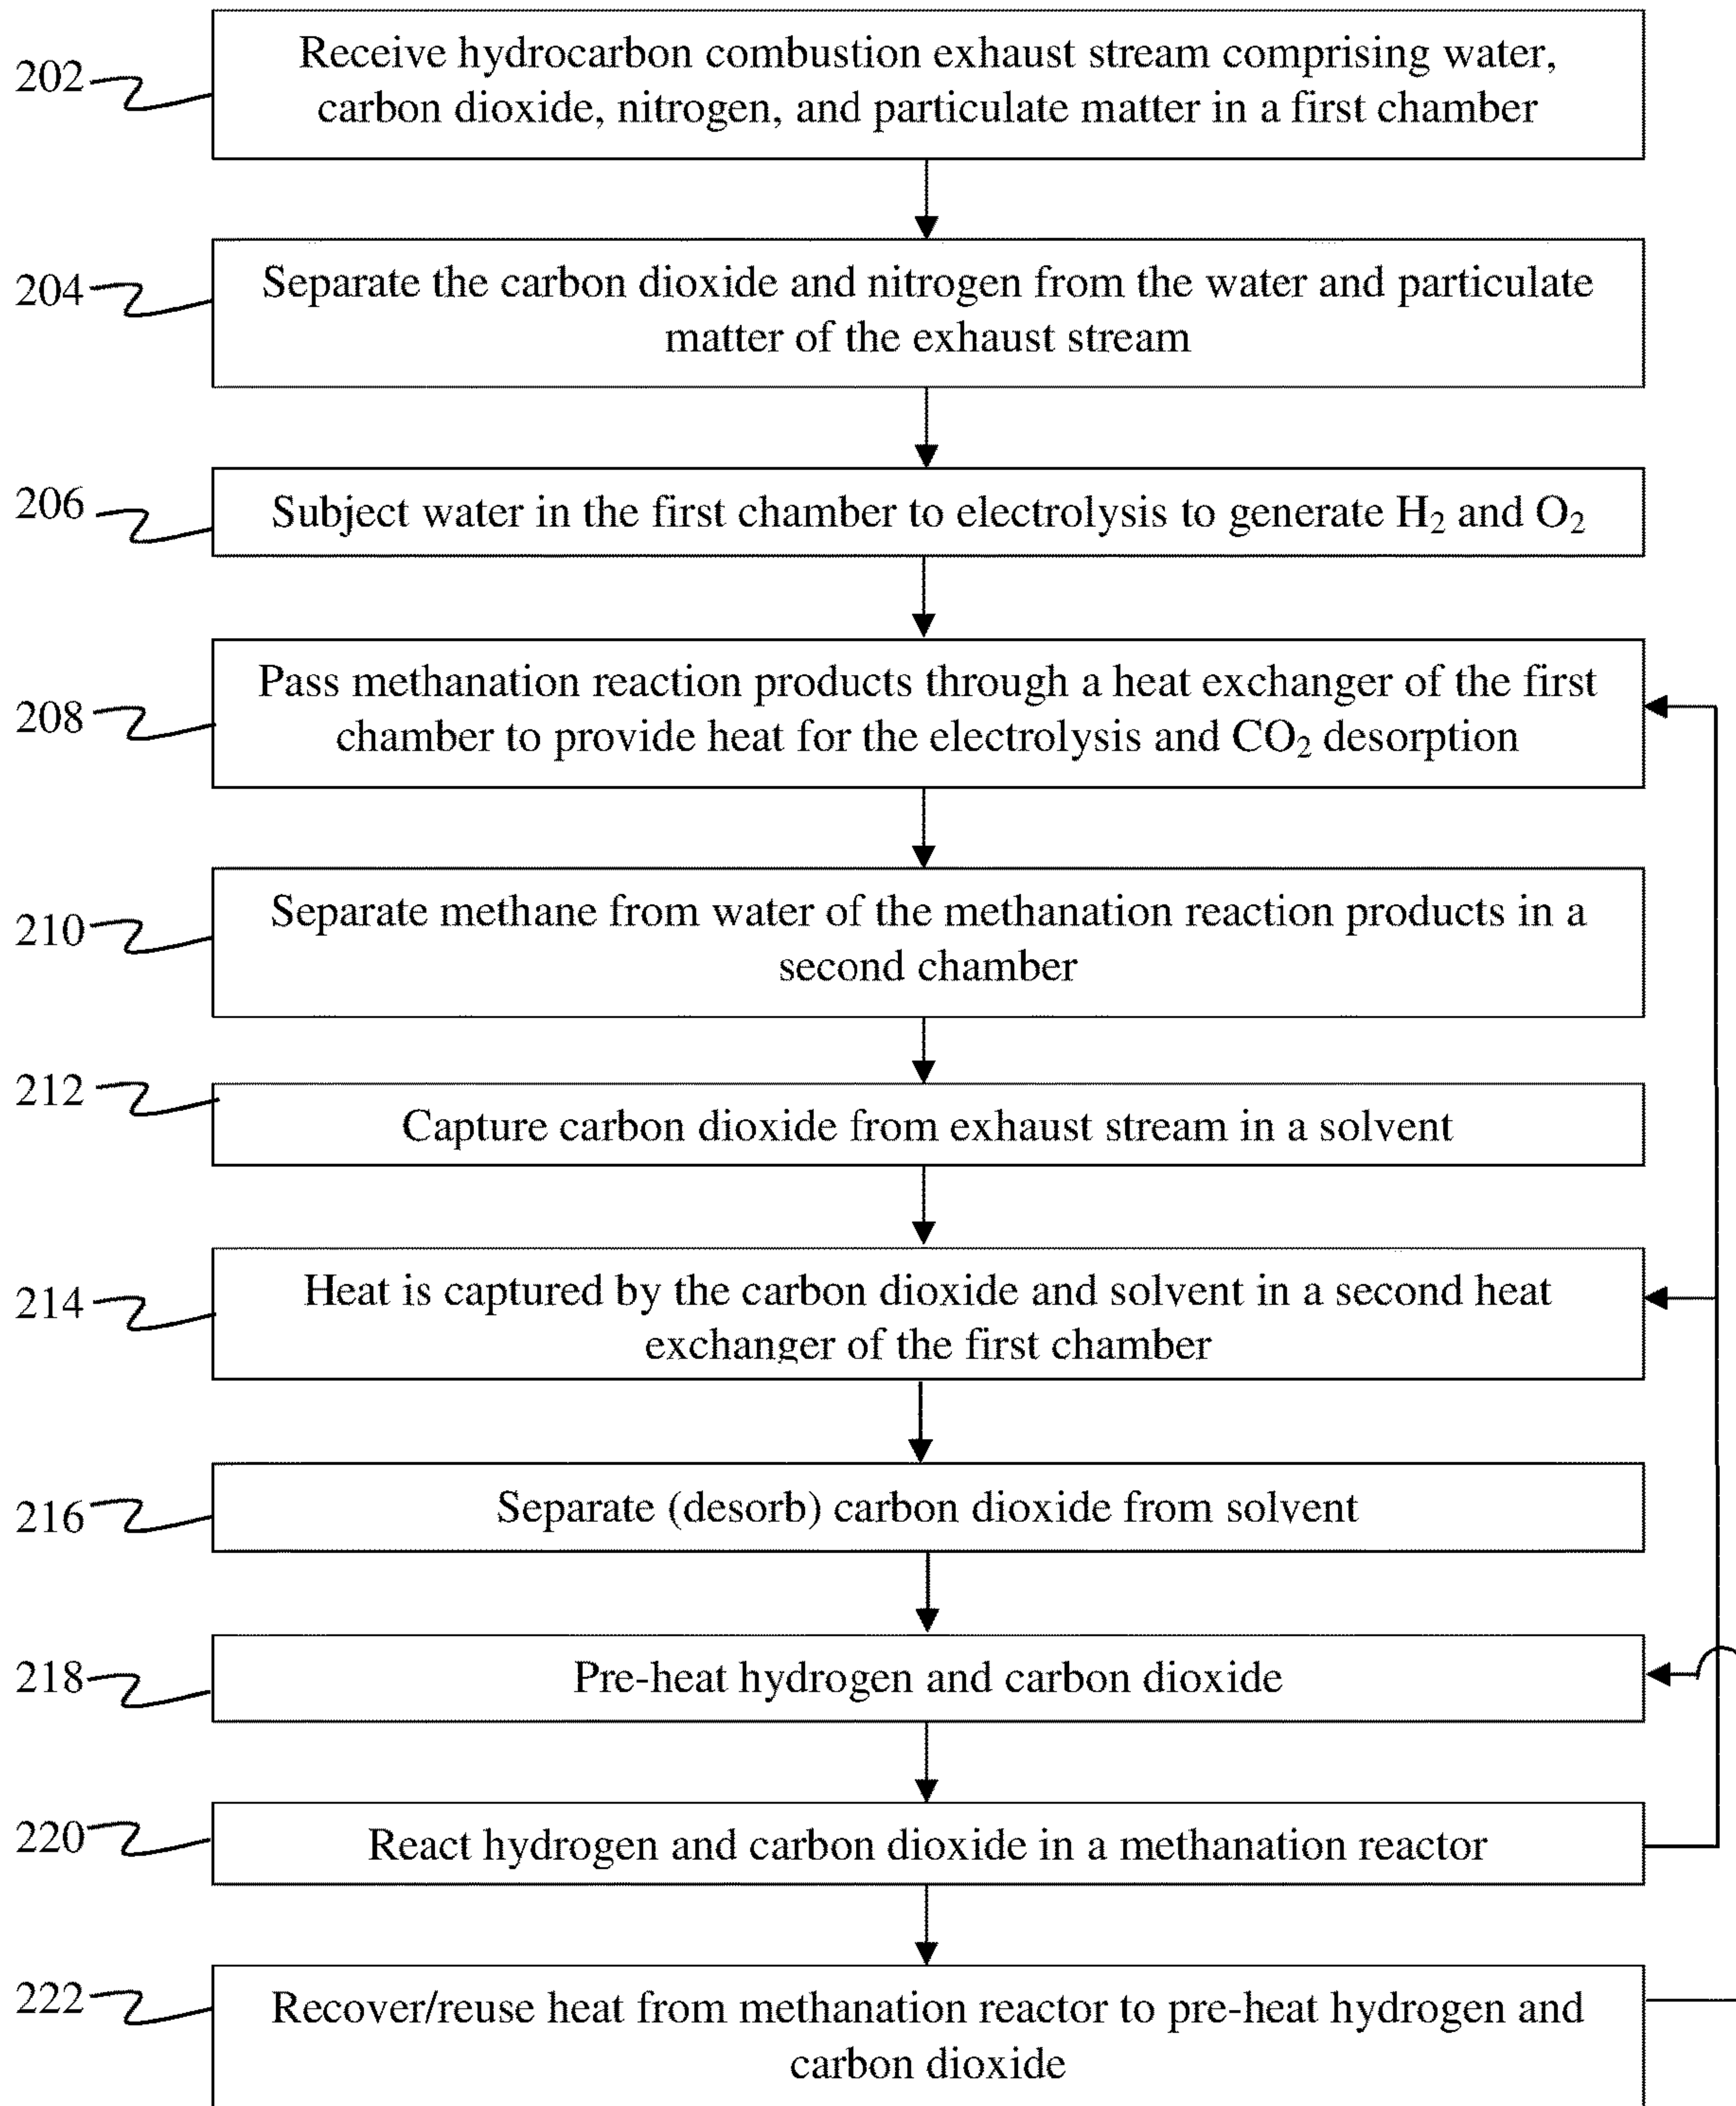 202
Receive hydrocarbon combustion exhaust stream comprising water,
carbon dioxide, nitrogen, and particulate matter in a first chamber
204
Separate the carbon dioxide and nitrogen from the water and particulate
matter of the exhaust stream
206
Subject water in the first chamber to electrolysis to generate H₂ and O₂
208
Pass methanation reaction products through a heat exchanger of the first
chamber to provide heat for the electrolysis and CO₂ desorption
210
Separate methane from water of the methanation reaction products in a
second chamber
212
Capture carbon dioxide from exhaust stream in a solvent
214
Heat is captured by the carbon dioxide and solvent in a second heat
exchanger of the first chamber
216
Separate (desorb) carbon dioxide from solvent
218
Pre-heat hydrogen and carbon dioxide
220
React hydrogen and carbon dioxide in a methanation reactor
222
Recover/reuse heat from methanation reactor to pre-heat hydrogen and
carbon dioxide